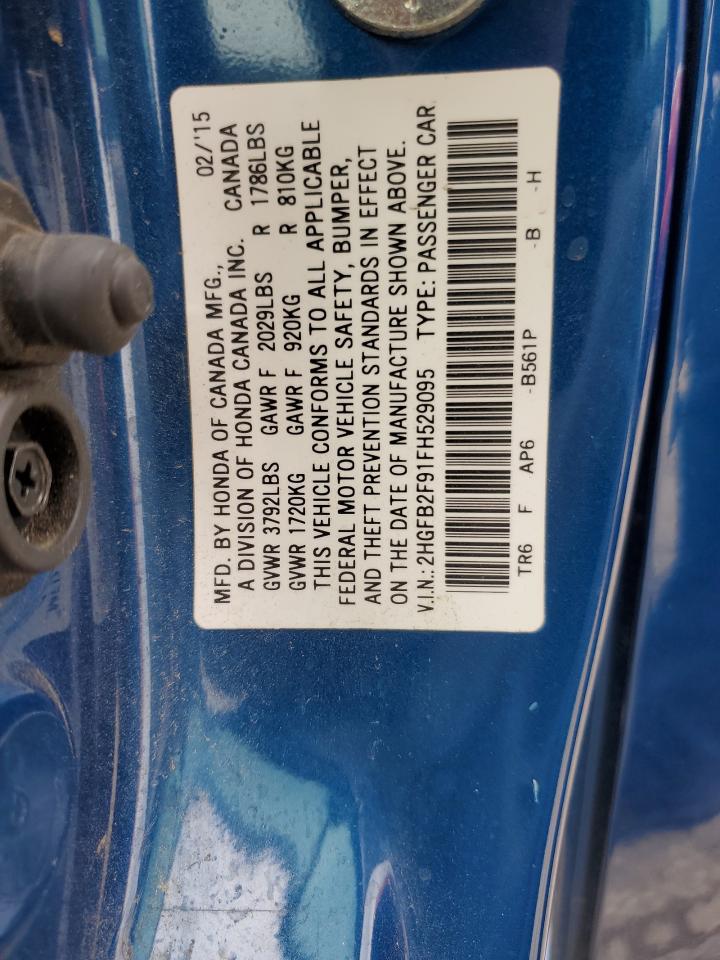 MFD. BY HONDA OF CANADA MFG., 02/'15
A DIVISION OF HONDA CANADA INC. CANADA
GVWR 3792LBS GAWR F 2029LBS R 1786LBS
GVWR 1720KG GAWR F 920KG R 810KG
THIS VEHICLE CONFORMS TO ALL APPLICABLE
FEDERAL MOTOR VEHICLE SAFETY, BUMPER,
AND THEFT PREVENTION STANDARDS IN EFFECT
ON THE DATE OF MANUFACTURE SHOWN ABOVE.
V.I.N.: 2HGFB2F91FH529095 TYPE: PASSENGER CAR
TR6 F AP6 -B561P -B -H